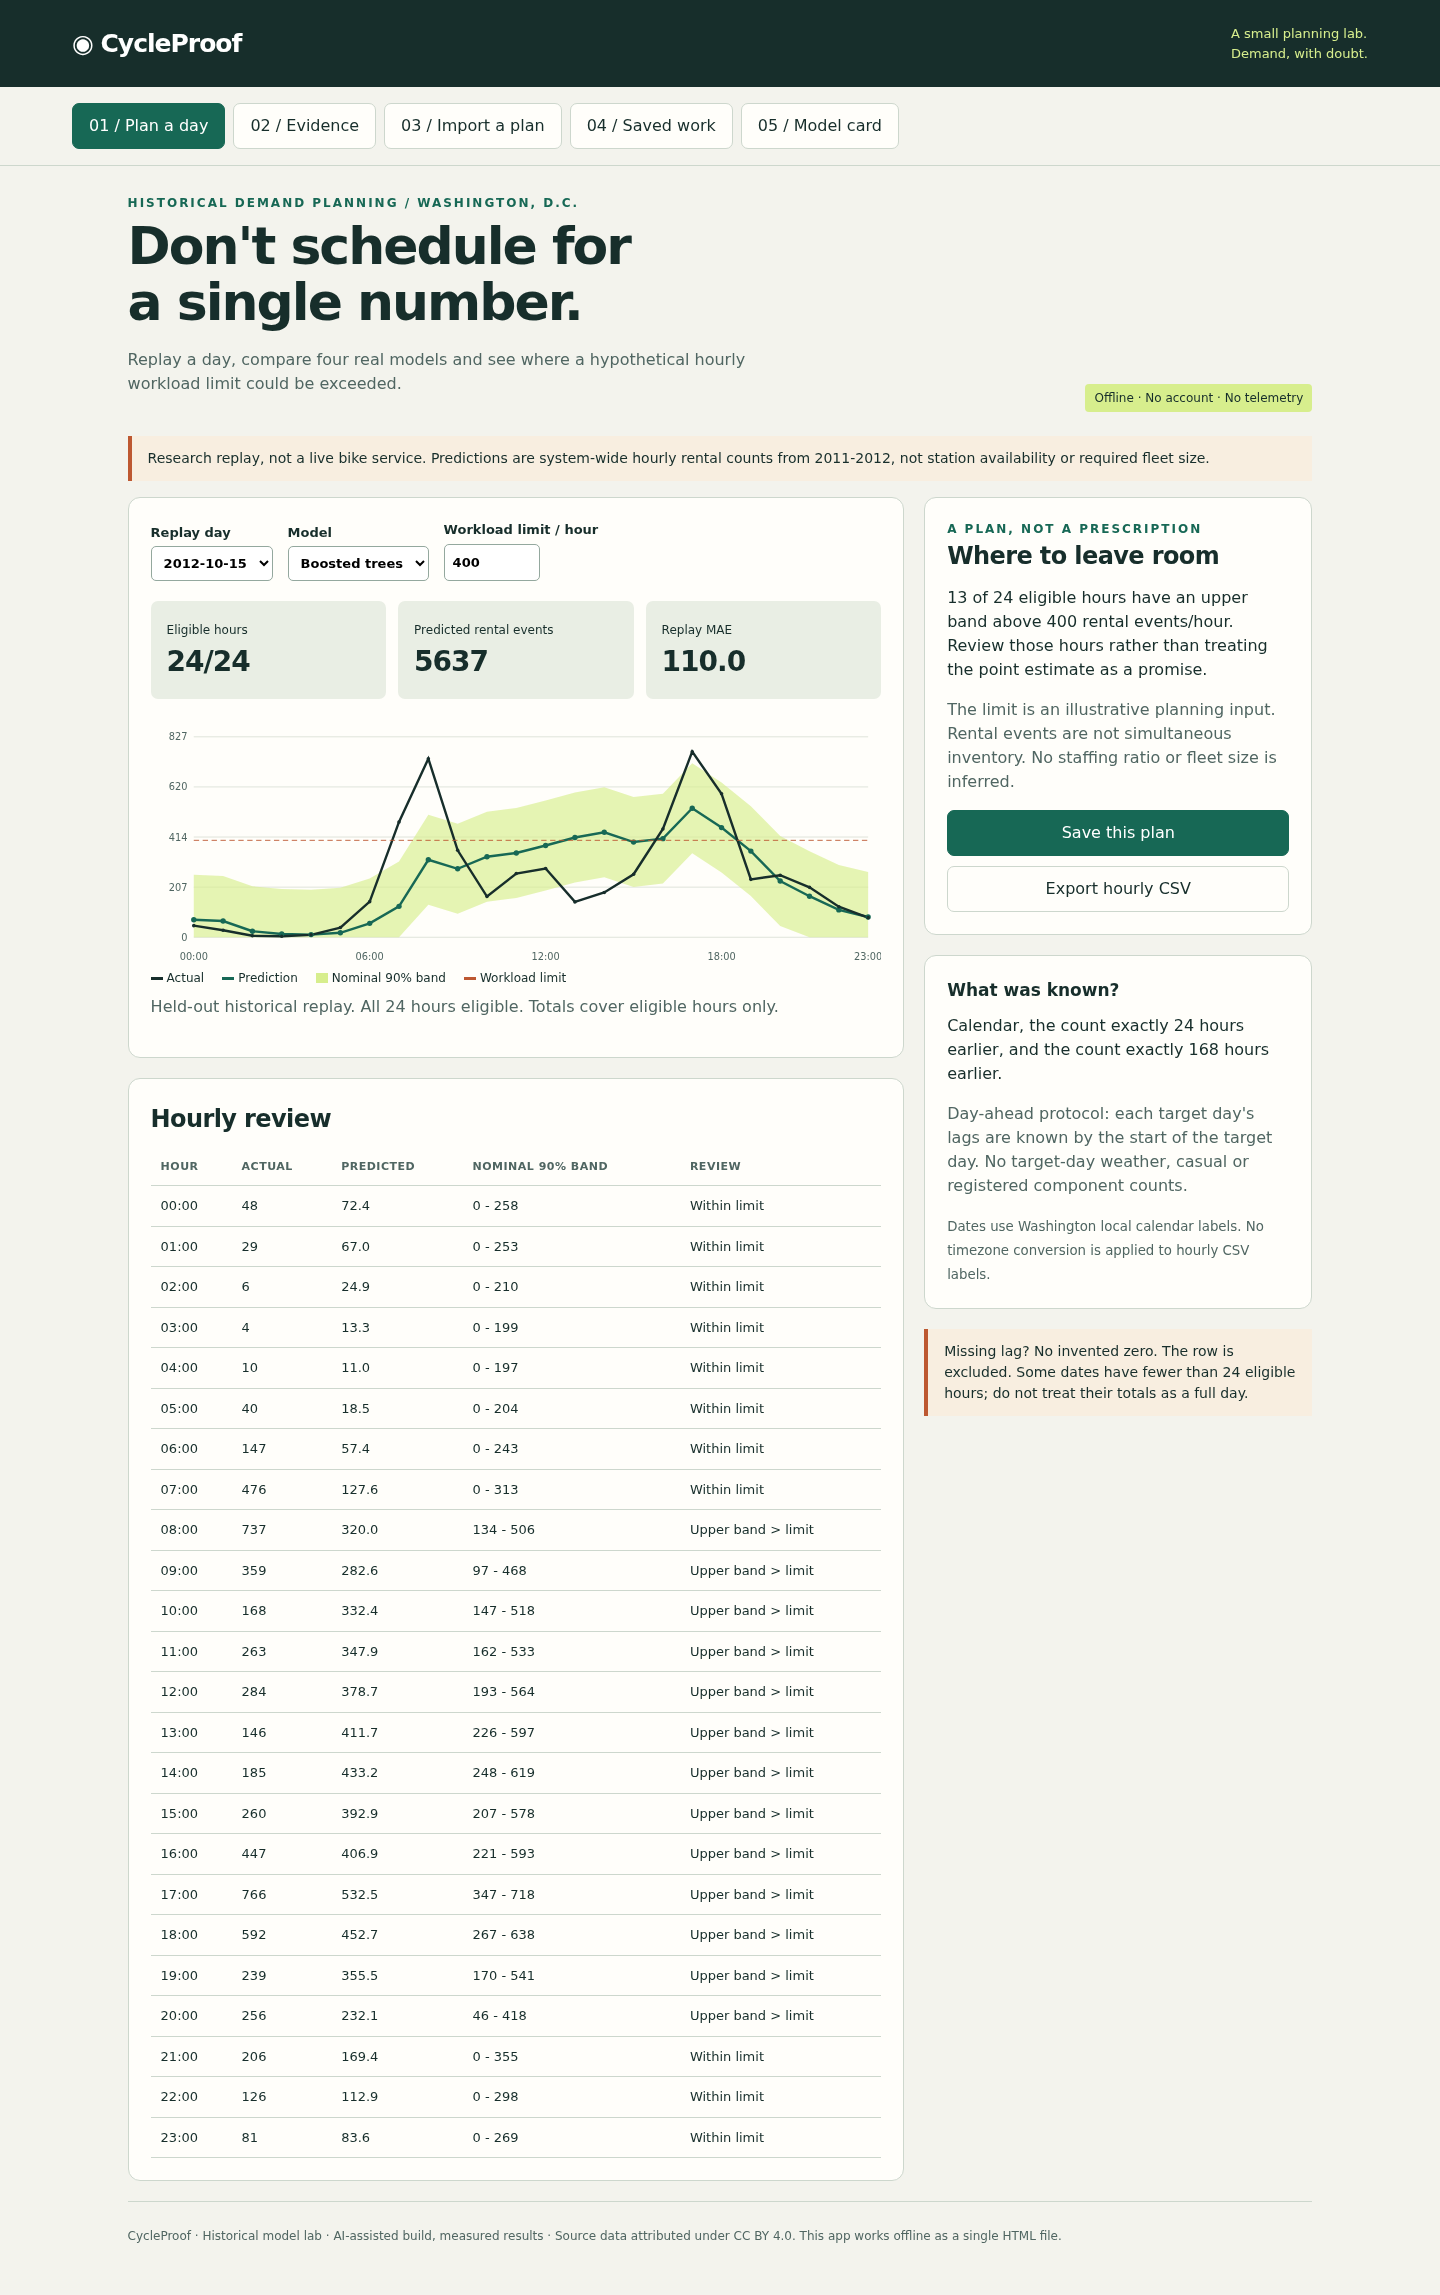 ◉ CycleProof
A small planning lab.
Demand, with doubt.
01 / Plan a day
02 / Evidence
03 / Import a plan
04 / Saved work
05 / Model card
HISTORICAL DEMAND PLANNING / WASHINGTON, D.C.
Don't schedule for
a single number.
Replay a day, compare four real models and see where a hypothetical hourly
workload limit could be exceeded.
Offline · No account · No telemetry
Research replay, not a live bike service. Predictions are system-wide hourly rental counts from 2011-2012, not station availability or required fleet size.
Replay day
2012-10-15
Model
Boosted trees
Workload limit / hour
400
Eligible hours
24/24
Predicted rental events
5637
Replay MAE
110.0
827
620
414
207
0
00:00 06:00 12:00 18:00 23:00
Actual Prediction Nominal 90% band Workload limit
Held-out historical replay. All 24 hours eligible. Totals cover eligible hours only.
A PLAN, NOT A PRESCRIPTION
Where to leave room
13 of 24 eligible hours have an upper
band above 400 rental events/hour.
Review those hours rather than treating
the point estimate as a promise.
The limit is an illustrative planning input.
Rental events are not simultaneous
inventory. No staffing ratio or fleet size is
inferred.
Save this plan
Export hourly CSV
What was known?
Calendar, the count exactly 24 hours
earlier, and the count exactly 168 hours
earlier.
Day-ahead protocol: each target day's
lags are known by the start of the target
day. No target-day weather, casual or
registered component counts.
Dates use Washington local calendar labels. No
timezone conversion is applied to hourly CSV
labels.
Missing lag? No invented zero. The row is
excluded. Some dates have fewer than 24 eligible
hours; do not treat their totals as a full day.
Hourly review
HOUR ACTUAL PREDICTED NOMINAL 90% BAND REVIEW
00:00 48 72.4 0 - 258 Within limit
01:00 29 67.0 0 - 253 Within limit
02:00 6 24.9 0 - 210 Within limit
03:00 4 13.3 0 - 199 Within limit
04:00 10 11.0 0 - 197 Within limit
05:00 40 18.5 0 - 204 Within limit
06:00 147 57.4 0 - 243 Within limit
07:00 476 127.6 0 - 313 Within limit
08:00 737 320.0 134 - 506 Upper band > limit
09:00 359 282.6 97 - 468 Upper band > limit
10:00 168 332.4 147 - 518 Upper band > limit
11:00 263 347.9 162 - 533 Upper band > limit
12:00 284 378.7 193 - 564 Upper band > limit
13:00 146 411.7 226 - 597 Upper band > limit
14:00 185 433.2 248 - 619 Upper band > limit
15:00 260 392.9 207 - 578 Upper band > limit
16:00 447 406.9 221 - 593 Upper band > limit
17:00 766 532.5 347 - 718 Upper band > limit
18:00 592 452.7 267 - 638 Upper band > limit
19:00 239 355.5 170 - 541 Upper band > limit
20:00 256 232.1 46 - 418 Upper band > limit
21:00 206 169.4 0 - 355 Within limit
22:00 126 112.9 0 - 298 Within limit
23:00 81 83.6 0 - 269 Within limit
CycleProof · Historical model lab · AI-assisted build, measured results · Source data attributed under CC BY 4.0. This app works offline as a single HTML file.